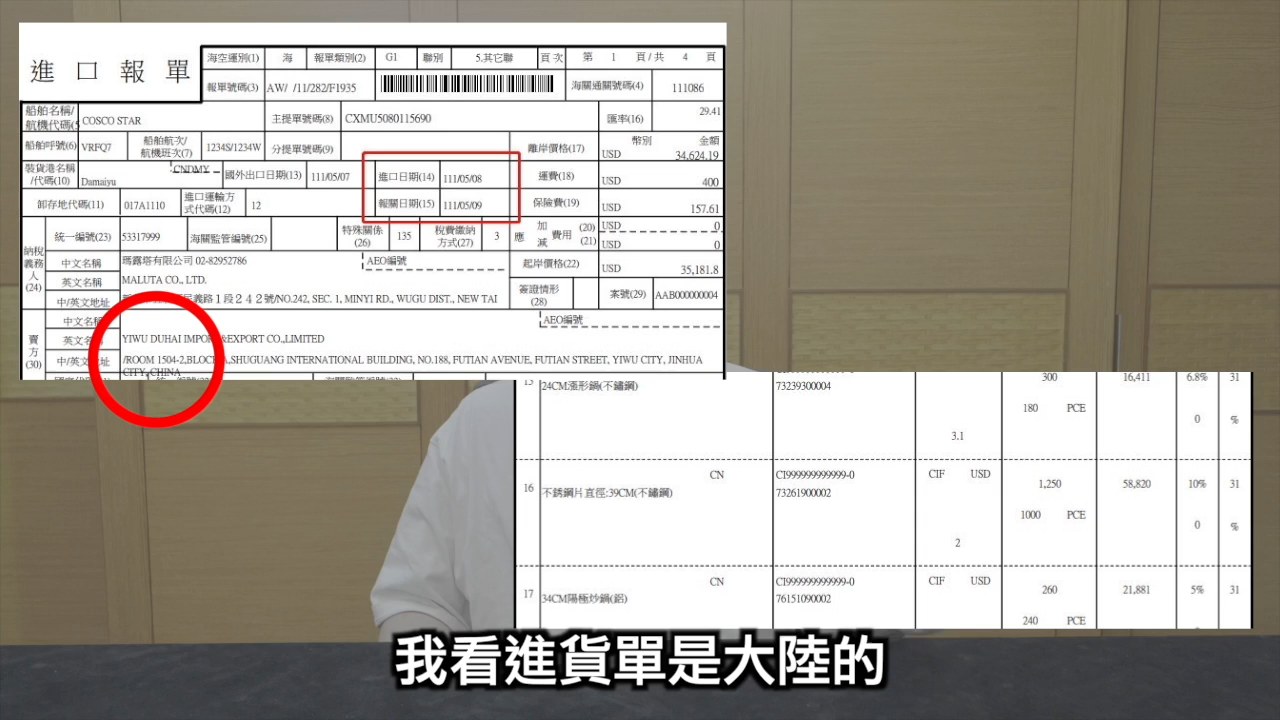 進 口 報 單
海空運別(1) 海 報單類別(2) G1 聯別 5.其它聯 頁次 第 1 頁/共 4 頁
報單號碼(3) AW/ /11/282/F1935 海關通關號碼(4) 111086
船舶名稱/
航機代碼(5 COSCO STAR 主提單號碼(8) CXMU5080115690 匯率(16) 29.41
船舶呼號(6) VRFQ7 船舶航次/
航機班次(7) 1234S/1234W 分提單號碼(9) 離岸價格(17) 幣別 金額
USD 34,624.19
裝貨港名稱
/代碼(10) Damaiyu CNDMY 國外出口日期(13) 111/05/07 進口日期(14) 111/05/08 運費(18) USD 400
卸存地代碼(11) 017A1110 進口運輸方
式代碼(12) 12 報關日期(15) 111/05/09 保險費(19) USD 157.61
納稅
義務
人
(24)
統一編號(23) 53317999 海關監管編號(25) 特殊關係
(26) 135 稅費繳納
方式(27) 3 應 加
減 費用 (20)
(21) USD 0
USD 0
中文名稱 瑪露塔有限公司 02-82952786 AEO編號 起岸價格(22) USD 35,181.8
英文名稱 MALUTA CO., LTD.
中/英文地址 義路1段242號/NO.242, SEC. 1, MINYI RD., WUGU DIST., NEW TAI 簽證情形
(28) 案號(29) AAB000000004
賣
方
(30)
中文名稱 AEO編號
英文名 YIWU DUHAI IMPOR &EXPORT CO.,LIMITED
中/英文地址 /ROOM 1504-2,BLOC A,SHUGUANG INTERNATIONAL BUILDING, NO.188, FUTIAN AVENUE, FUTIAN STREET, YIWU CITY, JINHUA
CITY, CHINA
24CM漲形鍋(不鏽鋼) 73239300004 300 16,411 6.8% 31
180 PCE 0 %
3.1
16 CN CI999999999999-0 CIF USD 1,250 58,820 10% 31
不銹鋼片直徑:39CM(不鏽鋼) 73261900002
1000 PCE 0 %
2
17 CN CI999999999999-0 CIF USD 260 21,881 5% 31
34CM陽極炒鍋(鋁) 76151090002
240 PCE
我看進貨單是大陸的